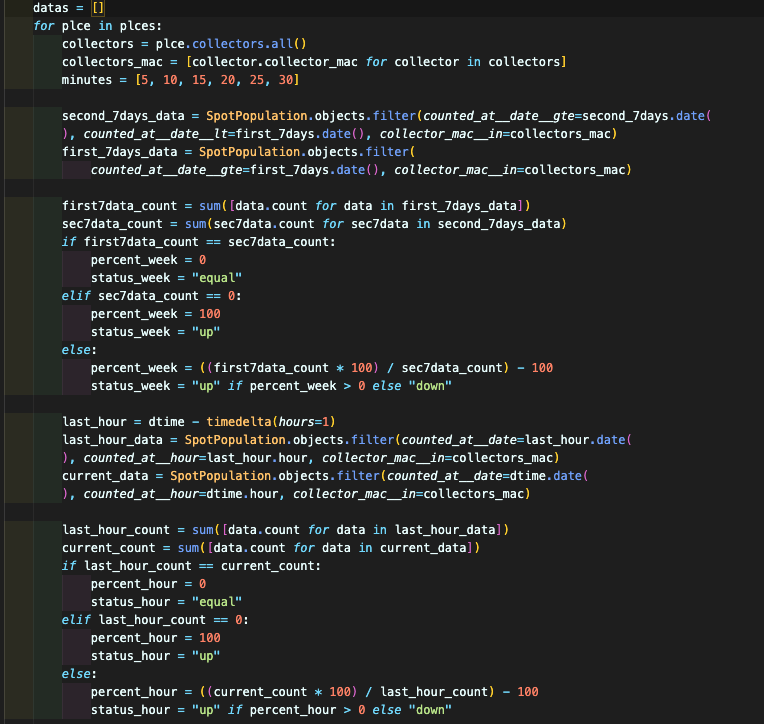 datas = []
for plce in plces:
    collectors = plce.collectors.all()
    collectors_mac = [collector.collector_mac for collector in collectors]
    minutes = [5, 10, 15, 20, 25, 30]

    second_7days_data = SpotPopulation.objects.filter(counted_at__date__gte=second_7days.date(
    ), counted_at__date__lt=first_7days.date(), collector_mac__in=collectors_mac)
    first_7days_data = SpotPopulation.objects.filter(
        counted_at__date__gte=first_7days.date(), collector_mac__in=collectors_mac)

    first7data_count = sum([data.count for data in first_7days_data])
    sec7data_count = sum(sec7data.count for sec7data in second_7days_data)
    if first7data_count == sec7data_count:
        percent_week = 0
        status_week = "equal"
    elif sec7data_count == 0:
        percent_week = 100
        status_week = "up"
    else:
        percent_week = ((first7data_count * 100) / sec7data_count) - 100
        status_week = "up" if percent_week > 0 else "down"

    last_hour = dtime - timedelta(hours=1)
    last_hour_data = SpotPopulation.objects.filter(counted_at__date=last_hour.date(
    ), counted_at__hour=last_hour.hour, collector_mac__in=collectors_mac)
    current_data = SpotPopulation.objects.filter(counted_at__date=dtime.date(
    ), counted_at__hour=dtime.hour, collector_mac__in=collectors_mac)

    last_hour_count = sum([data.count for data in last_hour_data])
    current_count = sum([data.count for data in current_data])
    if last_hour_count == current_count:
        percent_hour = 0
        status_hour = "equal"
    elif last_hour_count == 0:
        percent_hour = 100
        status_hour = "up"
    else:
        percent_hour = ((current_count * 100) / last_hour_count) - 100
        status_hour = "up" if percent_hour > 0 else "down"